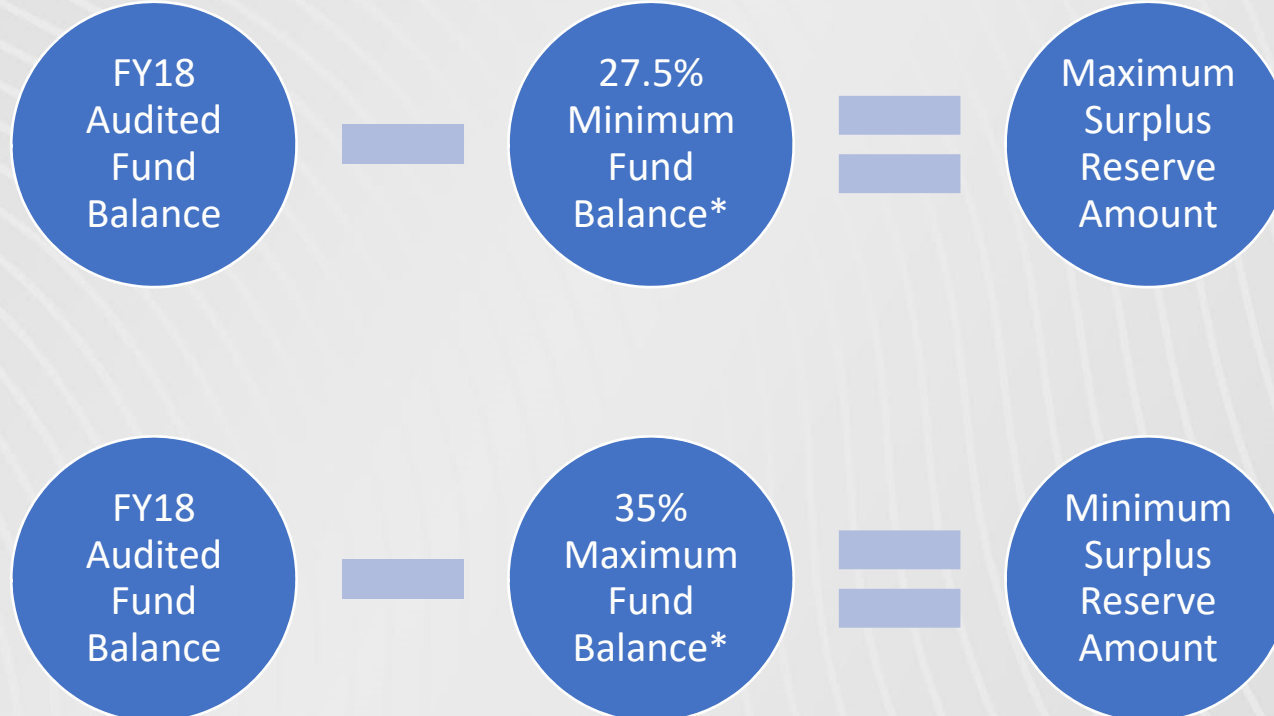 FY18
Audited
Fund
Balance
27.5%
Minimum
Fund
Balance*
Maximum
Surplus
Reserve
Amount
FY18
Audited
Fund
Balance
35%
Maximum
Fund
Balance*
Minimum
Surplus
Reserve
Amount